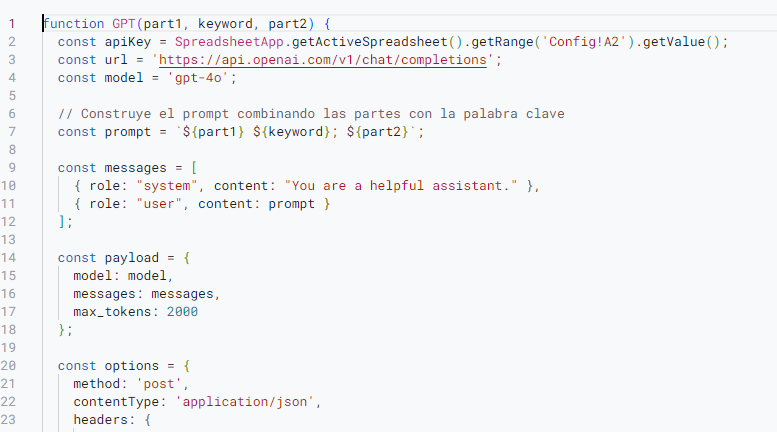 1 function GPT(part1, keyword, part2) {
2 const apiKey = SpreadsheetApp.getActiveSpreadsheet().getRange('Config!A2').getValue();
3 const url = 'https://api.openai.com/v1/chat/completions';
4 const model = 'gpt-4o';
5
6 // Construye el prompt combinando las partes con la palabra clave
7 const prompt = `${part1} ${keyword}; ${part2}`;
8
9 const messages = [
10 { role: "system", content: "You are a helpful assistant." },
11 { role: "user", content: prompt }
12 ];
13
14 const payload = {
15 model: model,
16 messages: messages,
17 max_tokens: 2000
18 };
19
20 const options = {
21 method: 'post',
22 contentType: 'application/json',
23 headers: {